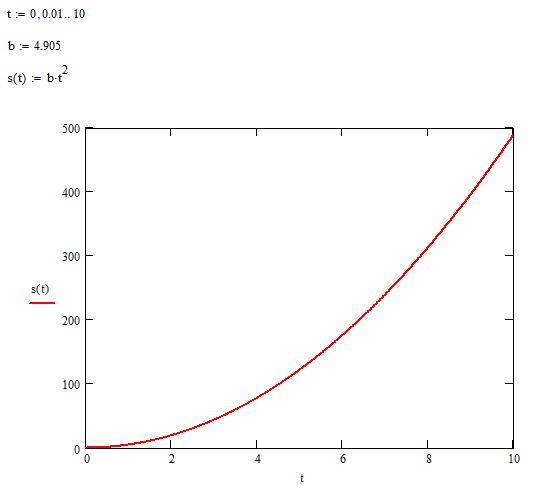 t := 0, 0.01 .. 10
b := 4.905
s(t) := b·t²
500
400
300
s(t)
200
100
0
0 2 4 6 8 10
t